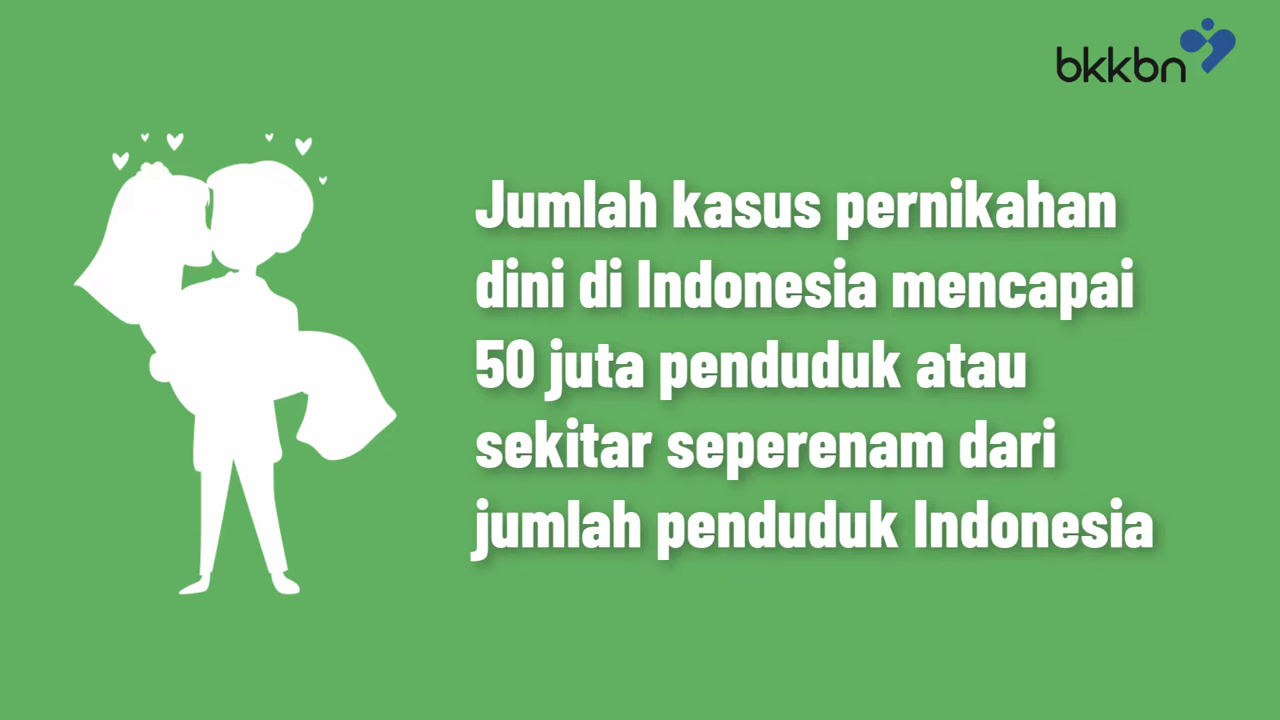 bkkbn
Jumlah kasus pernikahan
dini di Indonesia mencapai
50 juta penduduk atau
sekitar seperenam dari
jumlah penduduk Indonesia